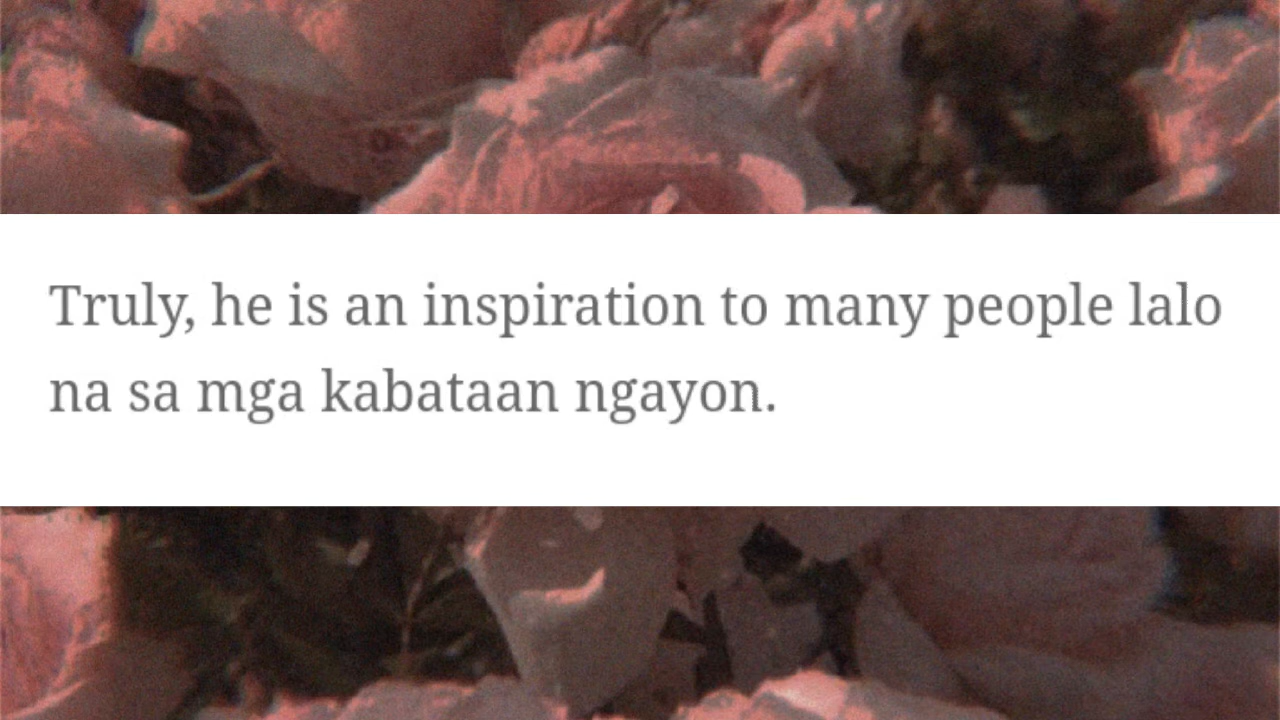 Truly, he is an inspiration to many people lalo
na sa mga kabataan ngayon.